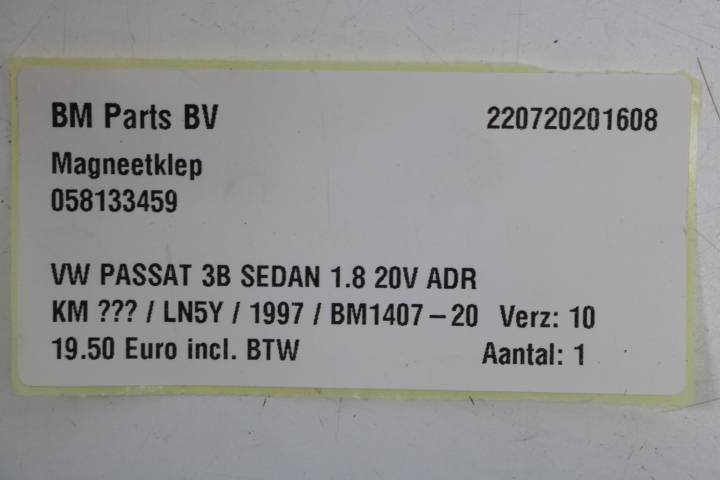 BM Parts BV 220720201608
Magneetklep
058133459
VW PASSAT 3B SEDAN 1.8 20V ADR
KM ??? / LN5Y / 1997 / BM1407-20 Verz: 10
19.50 Euro incl. BTW Aantal: 1